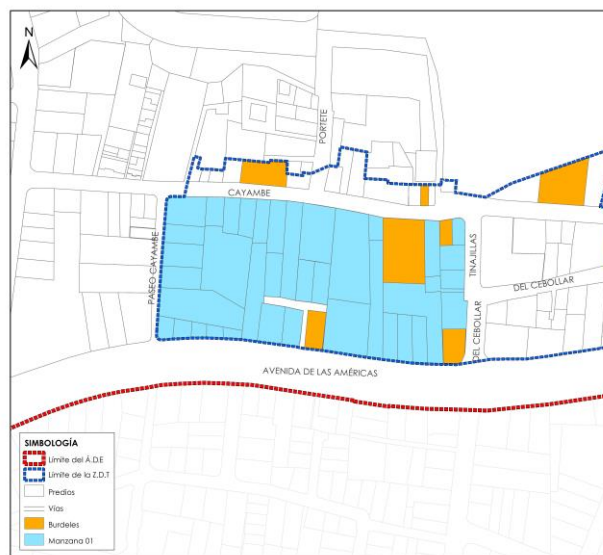 N
PORTETE
CAYAMBE
PASEO CAYAMBE
TINAJILLAS
DEL CEBOLLAR
DEL CEBOLLAR
AVENIDA DE LAS AMÉRICAS
SIMBOLOGÍA
Límite del Á.D.E
Límite de la Z.D.T
Predios
Vías
Burdeles
Manzana 01